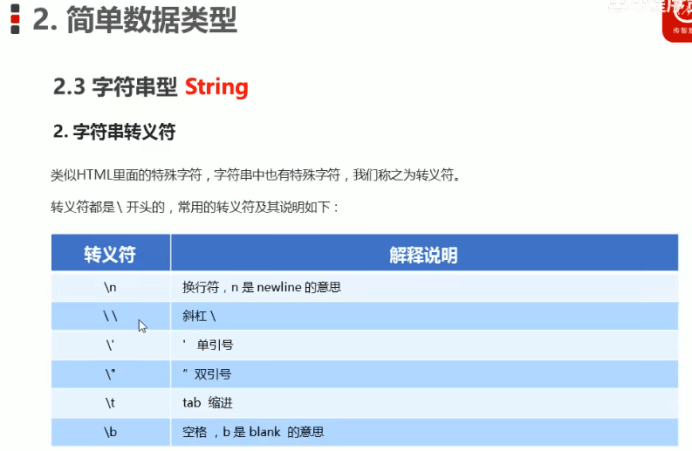 2. 简单数据类型
2.3 字符串型 String
2. 字符串转义符
类似HTML里面的特殊字符，字符串中也有特殊字符，我们称之为转义符。
转义符都是 \ 开头的，常用的转义符及其说明如下：
转义符 解释说明
\n 换行符，n 是 newline 的意思
\ \ 斜杠 \
\' ' 单引号
\" ”双引号
\t tab 缩进
\b 空格，b 是 blank 的意思